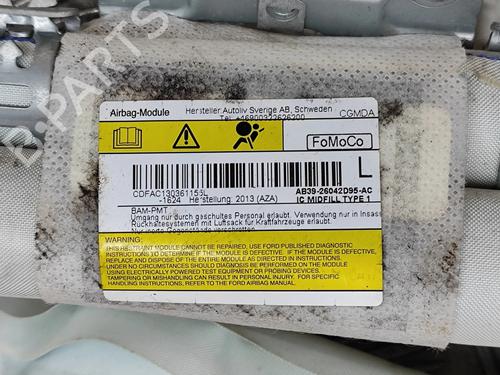 B-PARTS
Airbag-Module
Hersteller: Autoliv Sverige AB, Schweden
CGMDA
FoMoCo
L
CDFAC130361155L
-1624 Herstellung: 2013 (AZA)
AB39-26042D95-AC
IC MIDFILL TYPE 1
BAM-PMT
Umgang nur durch geschultes Personal erlaubt. Verwendung nur in Insass
Rückhaltesystemen mit Luftsack für Kraftfahrzeuge erlaubt
WARNING:
THIS RESTRAINT MODULE CANNOT BE REPAIRED, USE FORD PUBLISHED DIAGNOSTIC
INSTRUCTIONS TO DETERMINE IF THE MODULE IS DEFECTIVE. IF THE MODULE IS DEFECTIVE,
REPLACE AND DISPOSE OF THE ENTIRE MODULE AS DIRECTED IN THE INSTRUCTIONS.
UNDER NO CIRCUMSTANCES SHOULD DIAGNOSIS BE PERFORMED ON THIS MODULE
USING ELECTRICALLY POWERED TEST EQUIPMENT OR PROBING DEVICES.
TAMPERING CAN RESULT IN PERSONAL INJURY. FOR SPECIFIC
HANDLING INSTRUCTIONS, REFER TO THE FORD AIRBAG MANUAL.